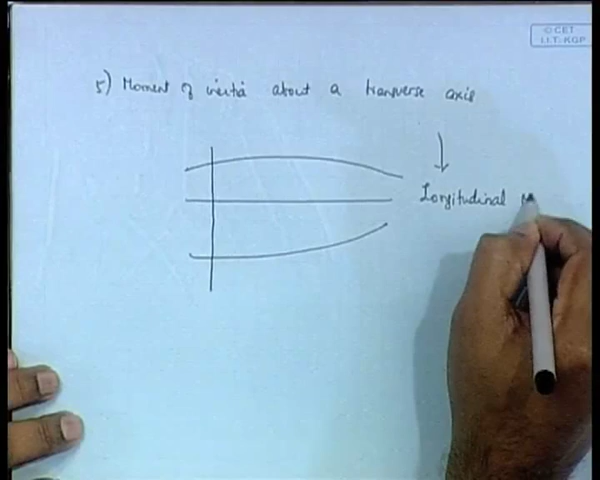 ©CET
I.I.T. KGP
5) Moment of inertia about a transverse axis
Longitudinal